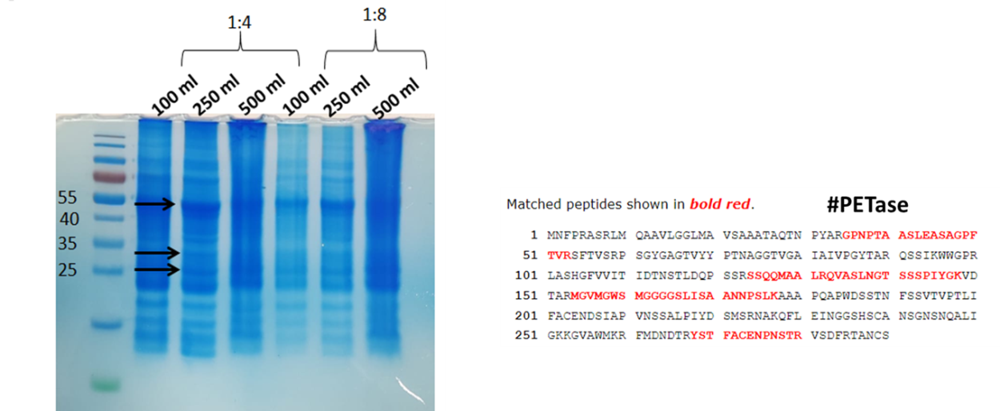 1:4
1:8
100 ml
250 ml
500 ml
100 ml
250 ml
500 ml
55
40
35
25
Matched peptides shown in bold red.
#PETase
1 MNFPRASRLM QAAVLGGLMA VSAAATAQTN PYARGPNPTA ASLEASAGPF
51 TVRSFTVSRP SGYGAGTVYY PTNAGGTVGA IAIVPGYTAR QSSIKWWGPR
101 LASHGFVVIT IDTNSTLDQP SSRSSQQMAA LRQVASLNGT SSSPIYGKVD
151 TARMGVMGWS MGGGGSLISA ANNPSLKAAA PQAPWDSSTN FSSVTVPTLI
201 FACENDSIAP VNSSALPIYD SMSRNAKQFL EINGGSHSCA NSGNSNQALI
251 GKKGVAWMKR FMDNDTRYST FACENPNSTR VSDFRTANCS